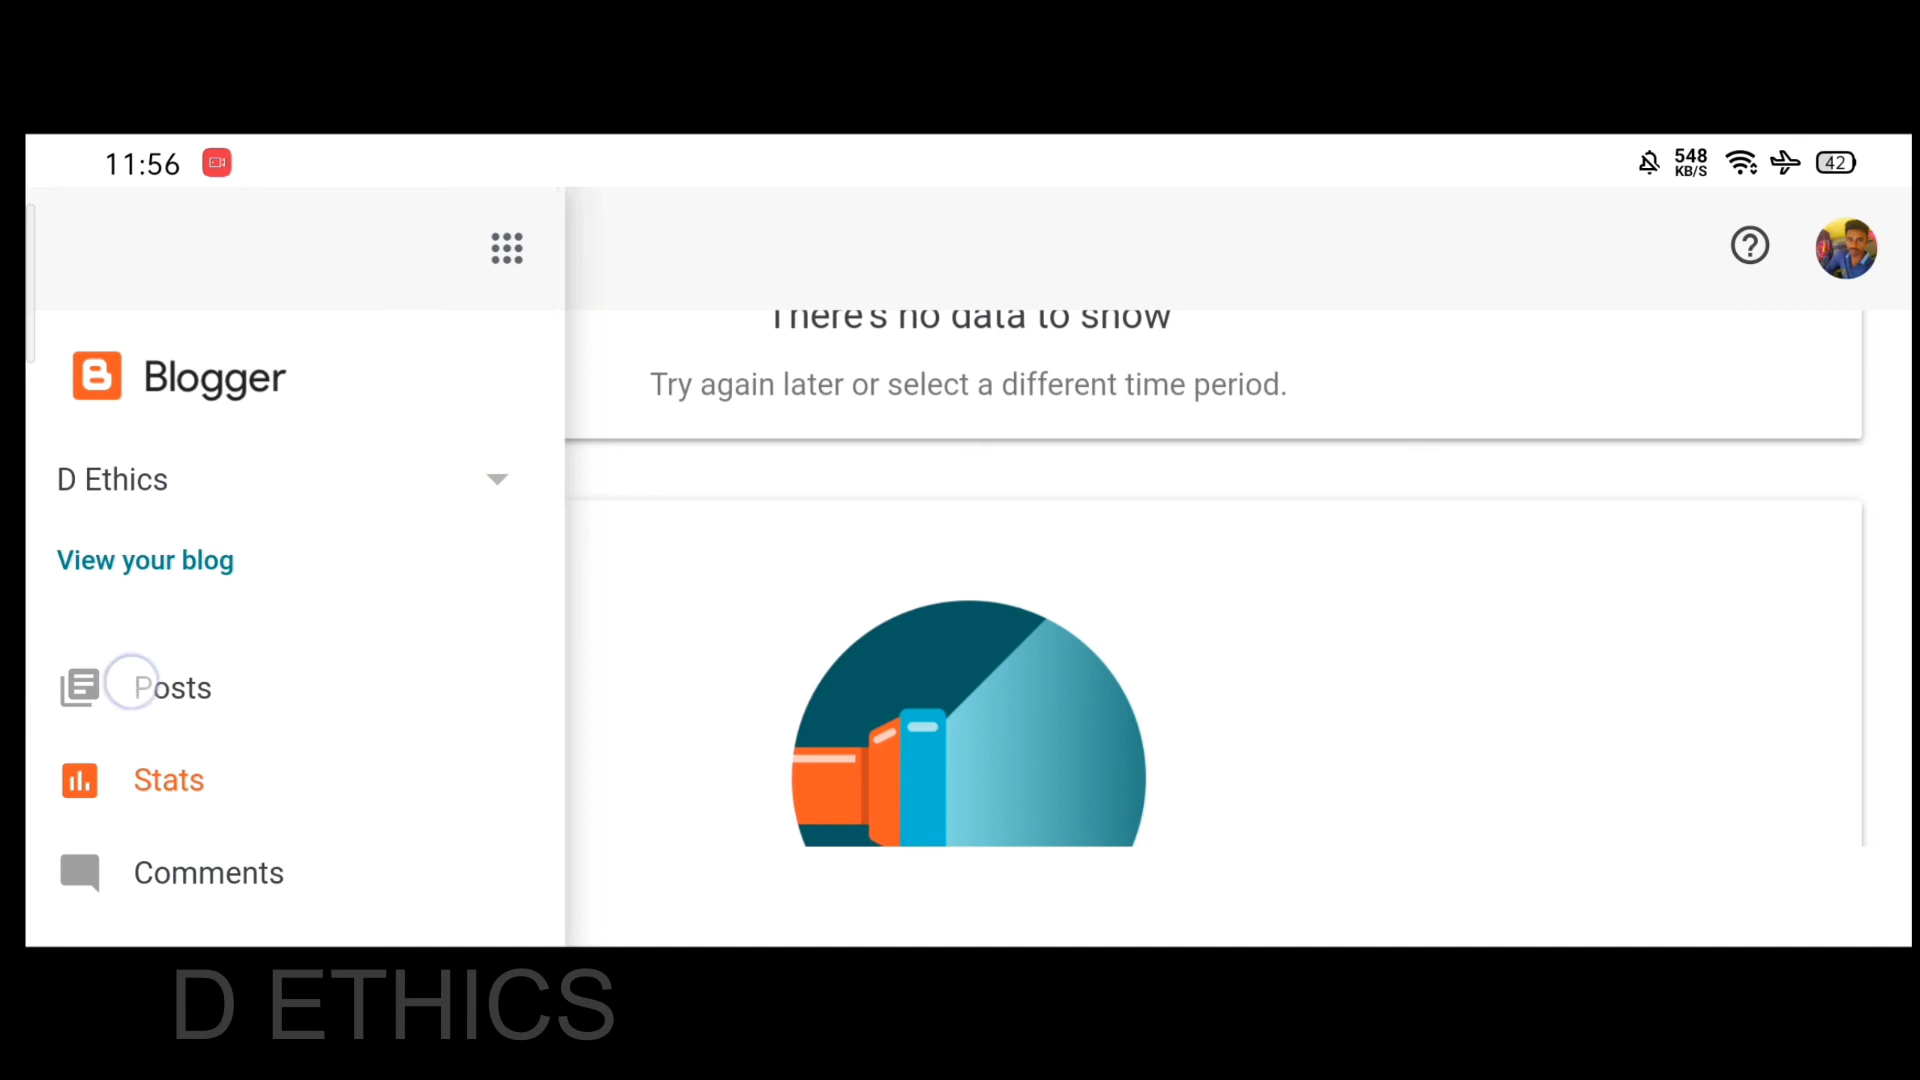 11:56
548
KB/S
42
There's no data to show
Try again later or select a different time period.
Blogger
D Ethics
View your blog
Posts
Stats
Comments
D ETHICS